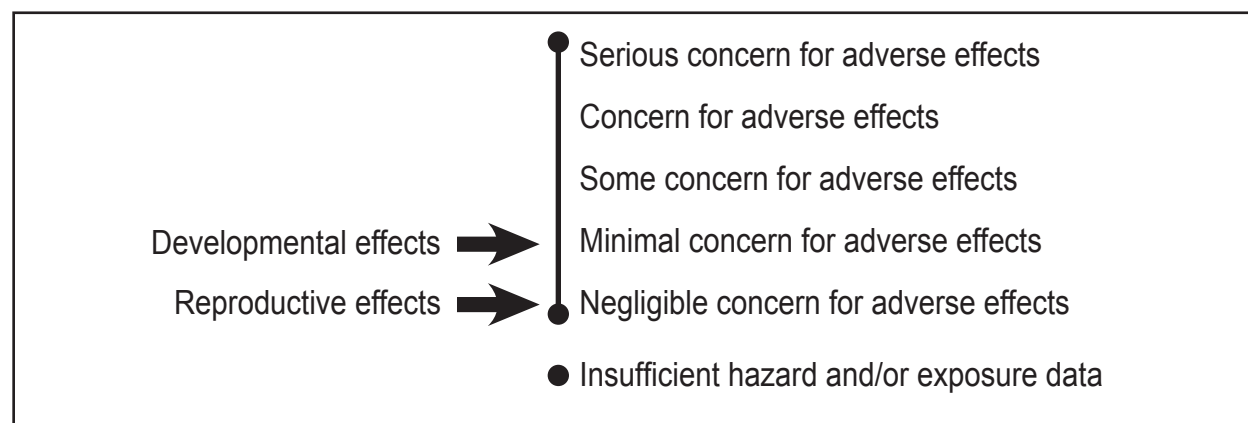 Serious concern for adverse effects
Concern for adverse effects
Some concern for adverse effects
Developmental effects Minimal concern for adverse effects
Reproductive effects Negligible concern for adverse effects
Insufficient hazard and/or exposure data